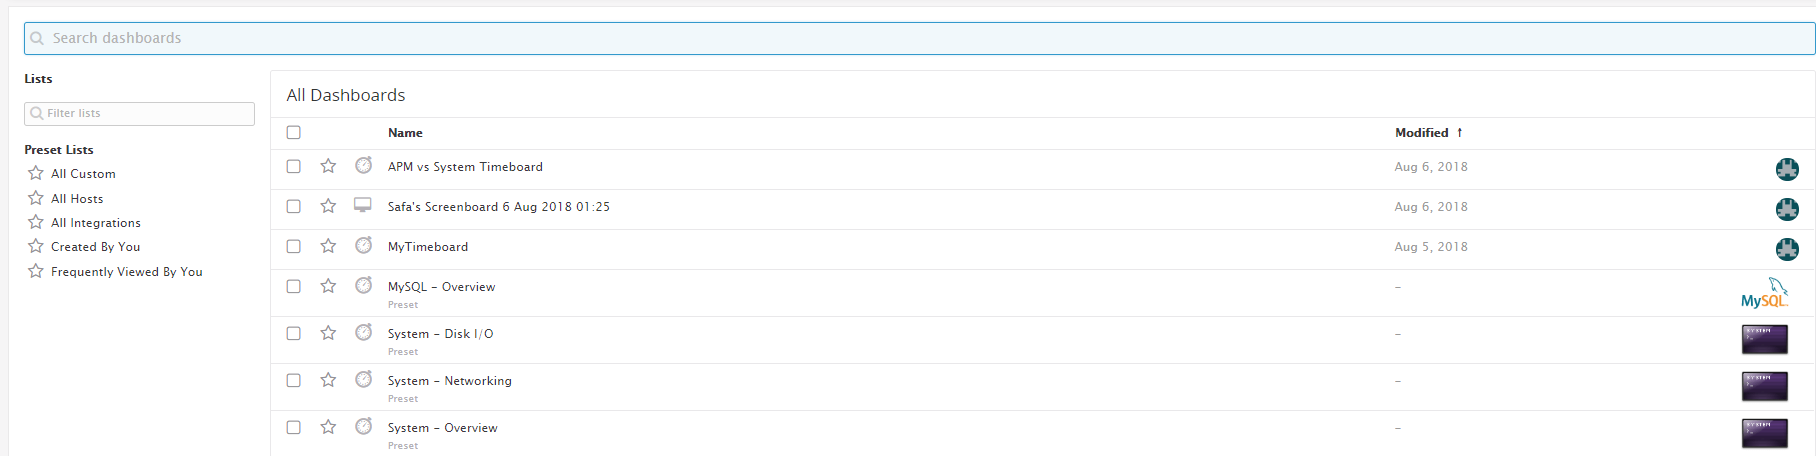 Search dashboards
Lists
Filter lists
Preset Lists
All Custom
All Hosts
All Integrations
Created By You
Frequently Viewed By You
All Dashboards
Name Modified ↑
APM vs System Timeboard Aug 6, 2018
Safa's Screenboard 6 Aug 2018 01:25 Aug 6, 2018
MyTimeboard Aug 5, 2018
MySQL - Overview - MySQL
Preset
System - Disk I/O - SYSTEM
Preset
System - Networking - SYSTEM
Preset
System - Overview - SYSTEM
Preset